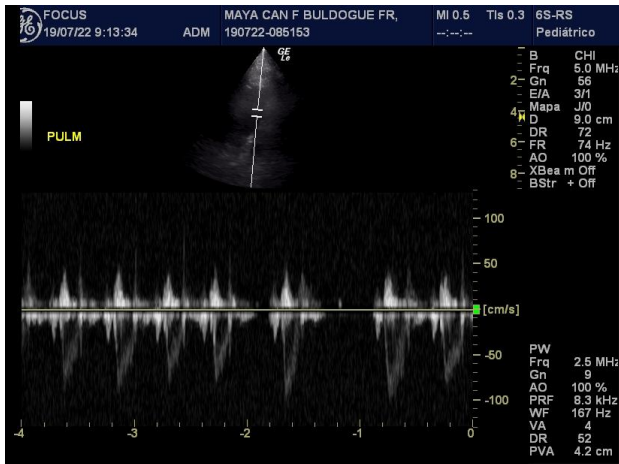 FOCUS
19/07/22 9:13:34 ADM
MAYA CAN F BULDOGUE FR,
190722-085153
MI 0.5 TIs 0.3
--:--:--
6S-RS
Pediátrico
GE
PULM
2
4
6
8
B CHI
Frq 5.0 MHz
Gn 56
E/A 3/1
Mapa J/0
D 9.0 cm
DR 72
FR 74 Hz
AO 100 %
XBeam Off
BStr + Off
100
50
[cm/s]
-50
-100
PW
Frq 2.5 MHz
Gn 9
AO 100 %
PRF 8.3 kHz
WF 167 Hz
VA 4
DR 52
PVA 4.2 cm
-4 -3 -2 -1 0